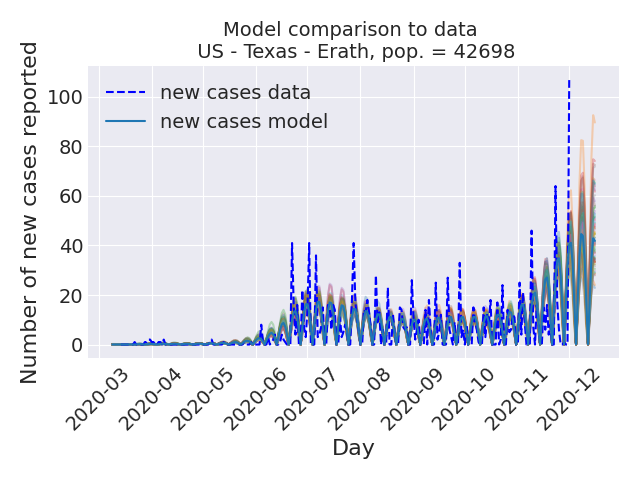 Model comparison to data
US - Texas - Erath, pop. = 42698
Number of new cases reported
new cases data
new cases model
100
80
60
40
20
0
2020-03
2020-04
2020-05
2020-06
2020-07
2020-08
2020-09
2020-10
2020-11
2020-12
Day